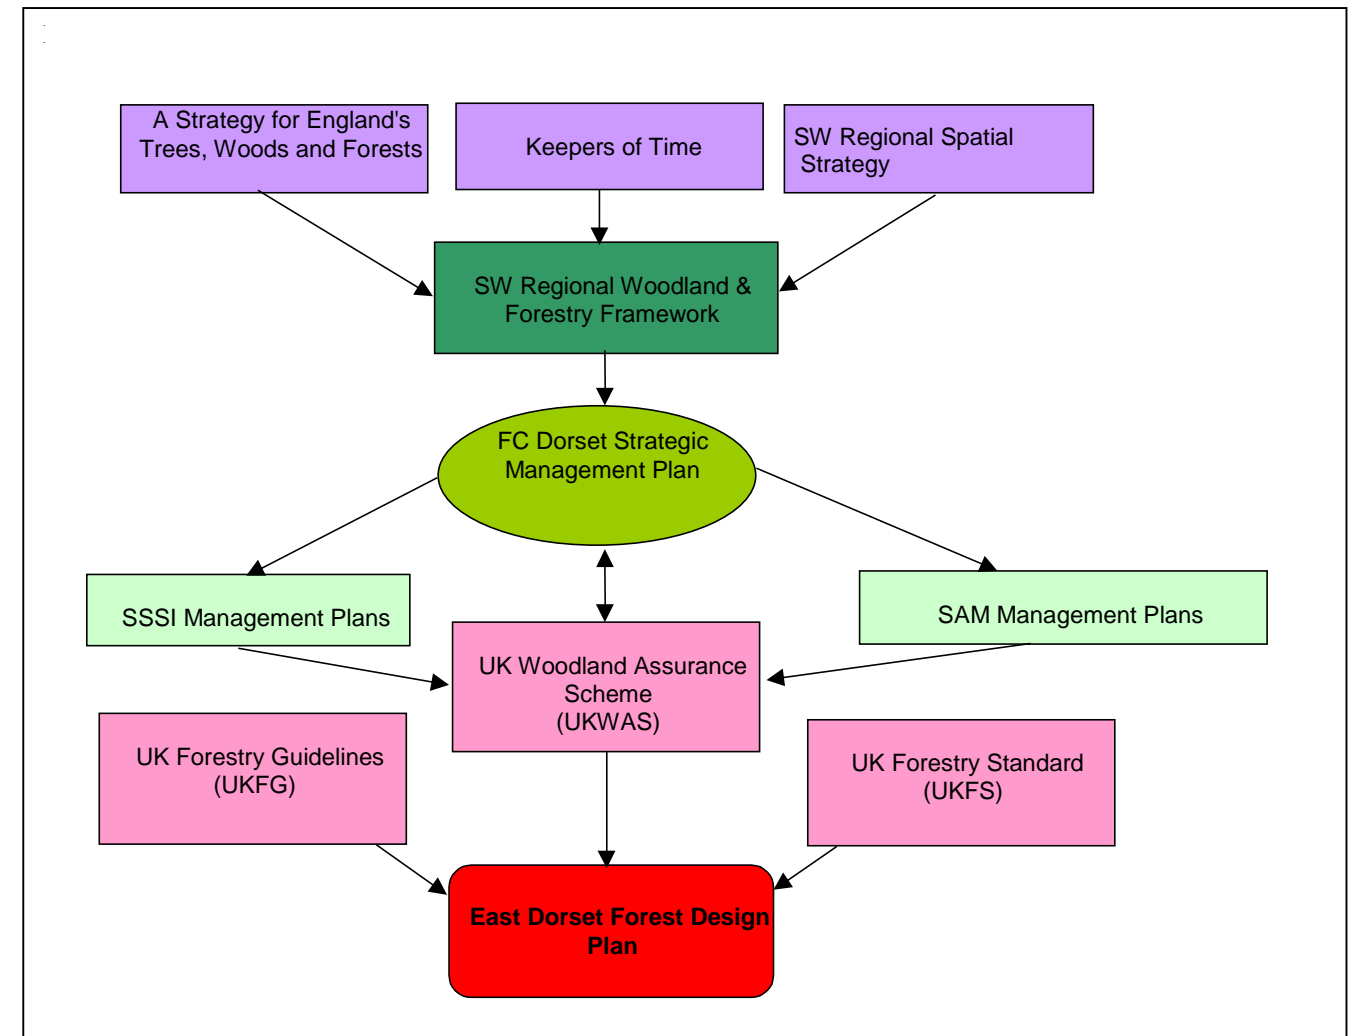 A Strategy for England's
Trees, Woods and Forests
Keepers of Time
SW Regional Spatial
Strategy
SW Regional Woodland &
Forestry Framework
FC Dorset Strategic
Management Plan
SSSI Management Plans
SAM Management Plans
UK Woodland Assurance
Scheme
(UKWAS)
UK Forestry Guidelines
(UKFG)
UK Forestry Standard
(UKFS)
East Dorset Forest Design
Plan